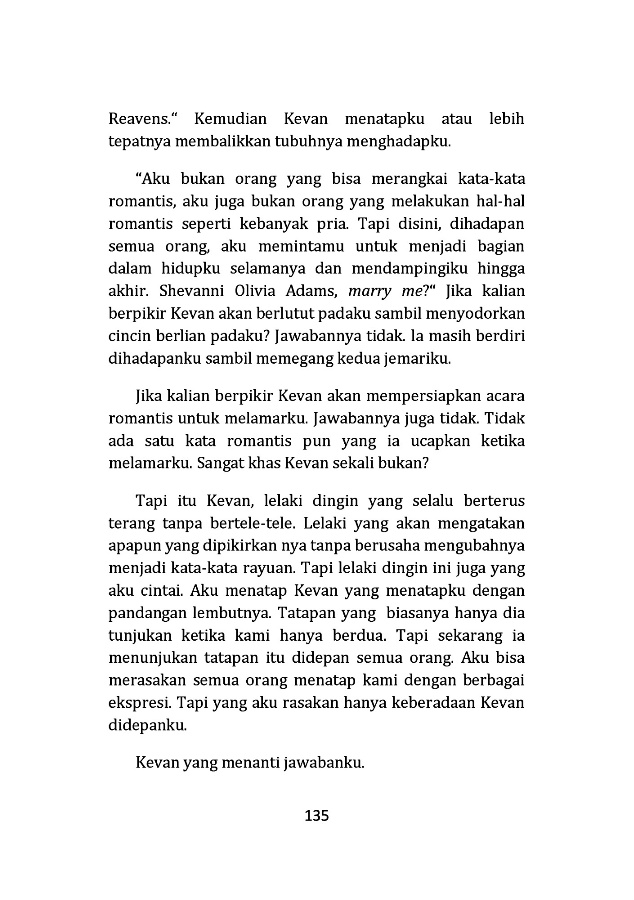 Reavens.“ Kemudian Kevan menatapku atau lebih
tepatnya membalikkan tubuhnya menghadapku.
“Aku bukan orang yang bisa merangkai kata-kata
romantis, aku juga bukan orang yang melakukan hal-hal
romantis seperti kebanyak pria. Tapi disini, dihadapan
semua orang, aku memintamu untuk menjadi bagian
dalam hidupku selamanya dan mendampingiku hingga
akhir. Shevanni Olivia Adams, marry me?“ Jika kalian
berpikir Kevan akan berlutut padaku sambil menyodorkan
cincin berlian padaku? Jawabannya tidak. Ia masih berdiri
dihadapanku sambil memegang kedua jemariku.
Jika kalian berpikir Kevan akan mempersiapkan acara
romantis untuk melamarku. Jawabannya juga tidak. Tidak
ada satu kata romantis pun yang ia ucapkan ketika
melamarku. Sangat khas Kevan sekali bukan?
Tapi itu Kevan, lelaki dingin yang selalu berterus
terang tanpa bertele-tele. Lelaki yang akan mengatakan
apapun yang dipikirkan nya tanpa berusaha mengubahnya
menjadi kata-kata rayuan. Tapi lelaki dingin ini juga yang
aku cintai. Aku menatap Kevan yang menatapku dengan
pandangan lembutnya. Tatapan yang biasanya hanya dia
tunjukan ketika kami hanya berdua. Tapi sekarang ia
menunjukan tatapan itu didepan semua orang. Aku bisa
merasakan semua orang menatap kami dengan berbagai
ekspresi. Tapi yang aku rasakan hanya keberadaan Kevan
didepanku.
Kevan yang menanti jawabanku.
135